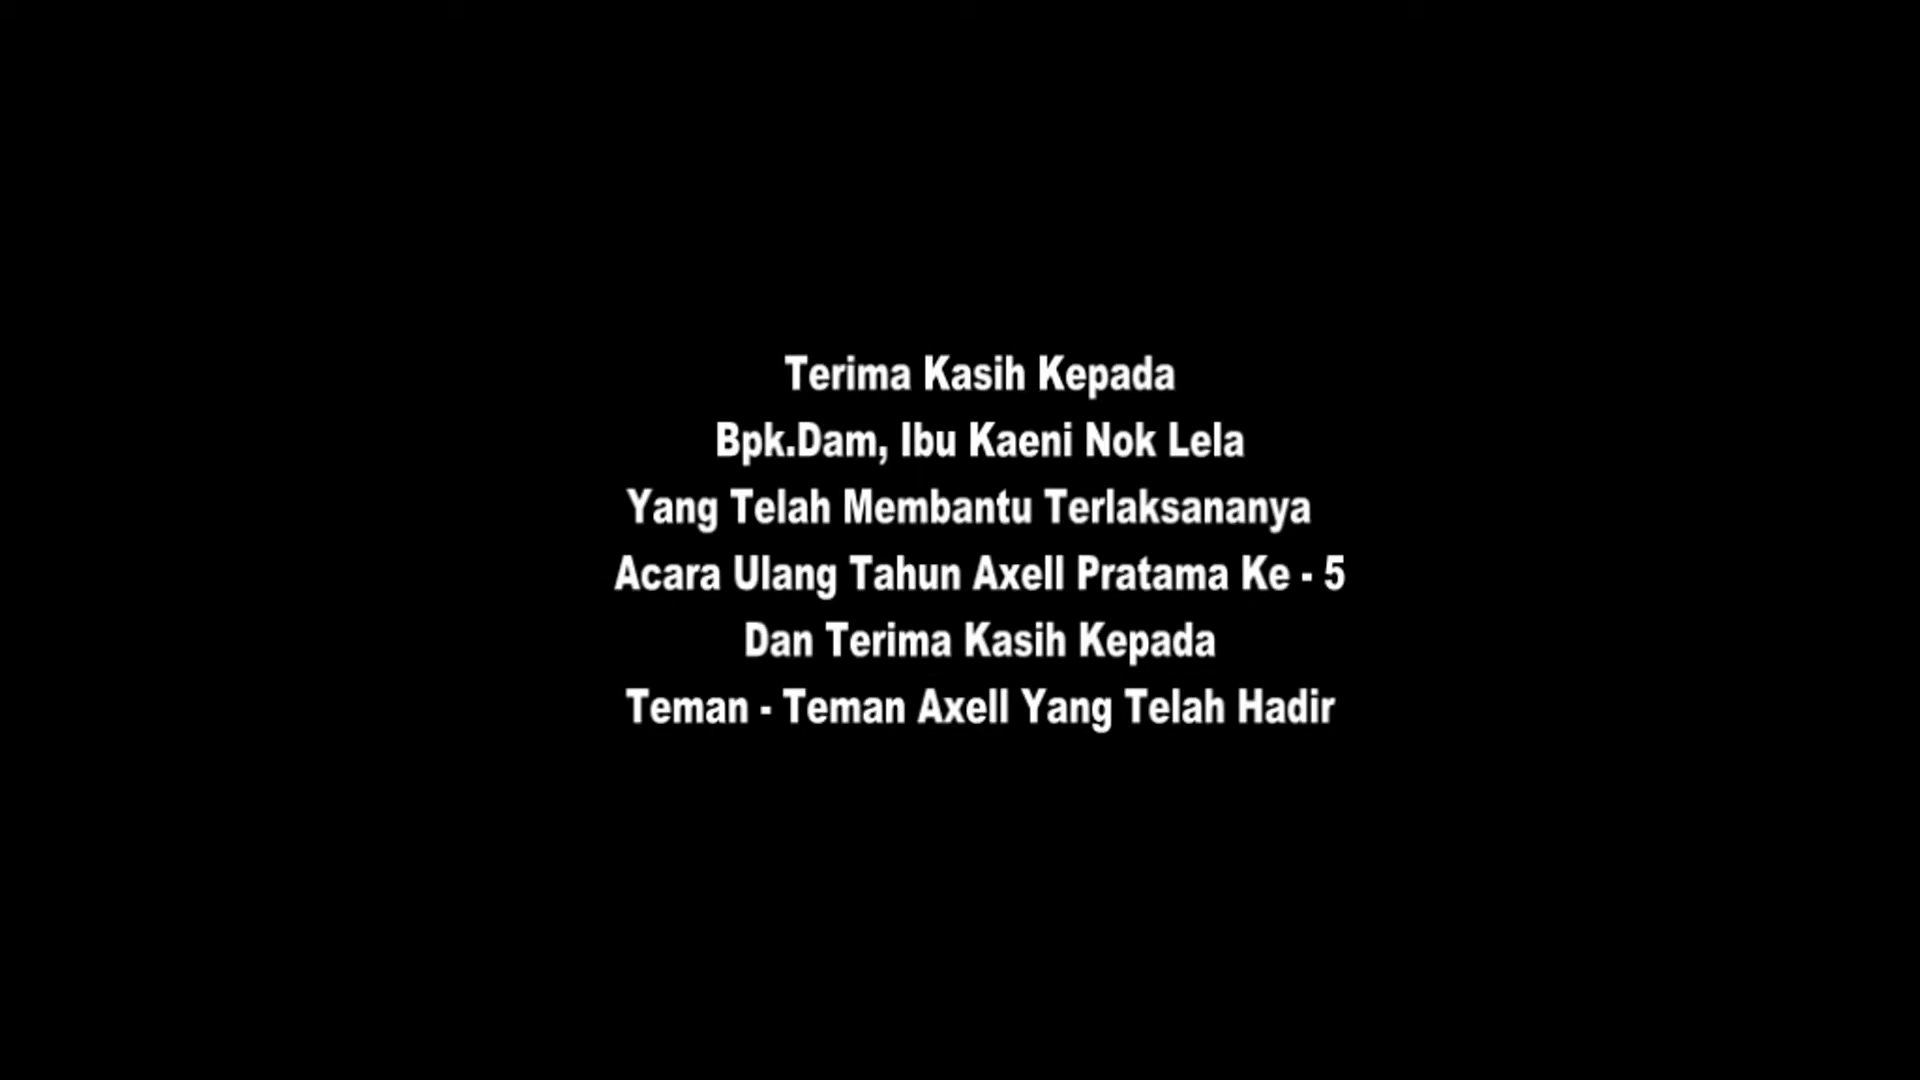 Terima Kasih Kepada
Bpk.Dam, Ibu Kaeni Nok Lela
Yang Telah Membantu Terlaksananya
Acara Ulang Tahun Axell Pratama Ke - 5
Dan Terima Kasih Kepada
Teman - Teman Axell Yang Telah Hadir